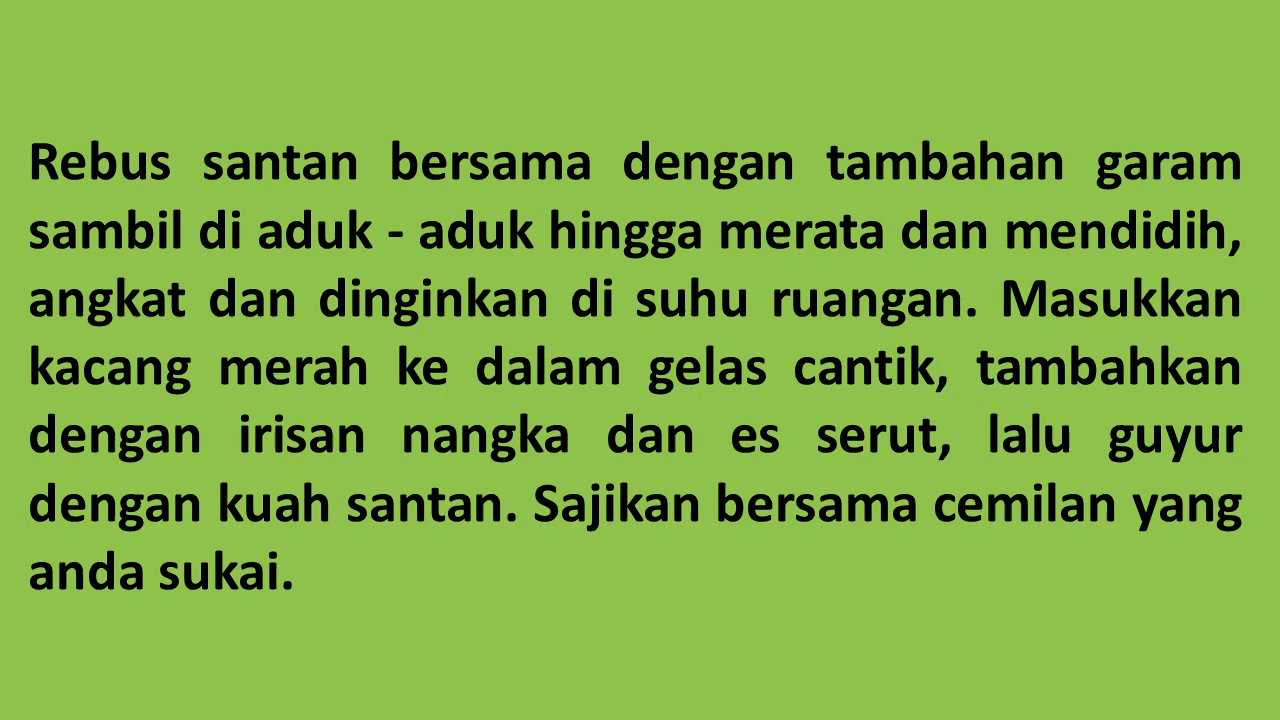 Rebus santan bersama dengan tambahan garam
sambil di aduk - aduk hingga merata dan mendidih,
angkat dan dinginkan di suhu ruangan. Masukkan
kacang merah ke dalam gelas cantik, tambahkan
dengan irisan nangka dan es serut, lalu guyur
dengan kuah santan. Sajikan bersama cemilan yang
anda sukai.